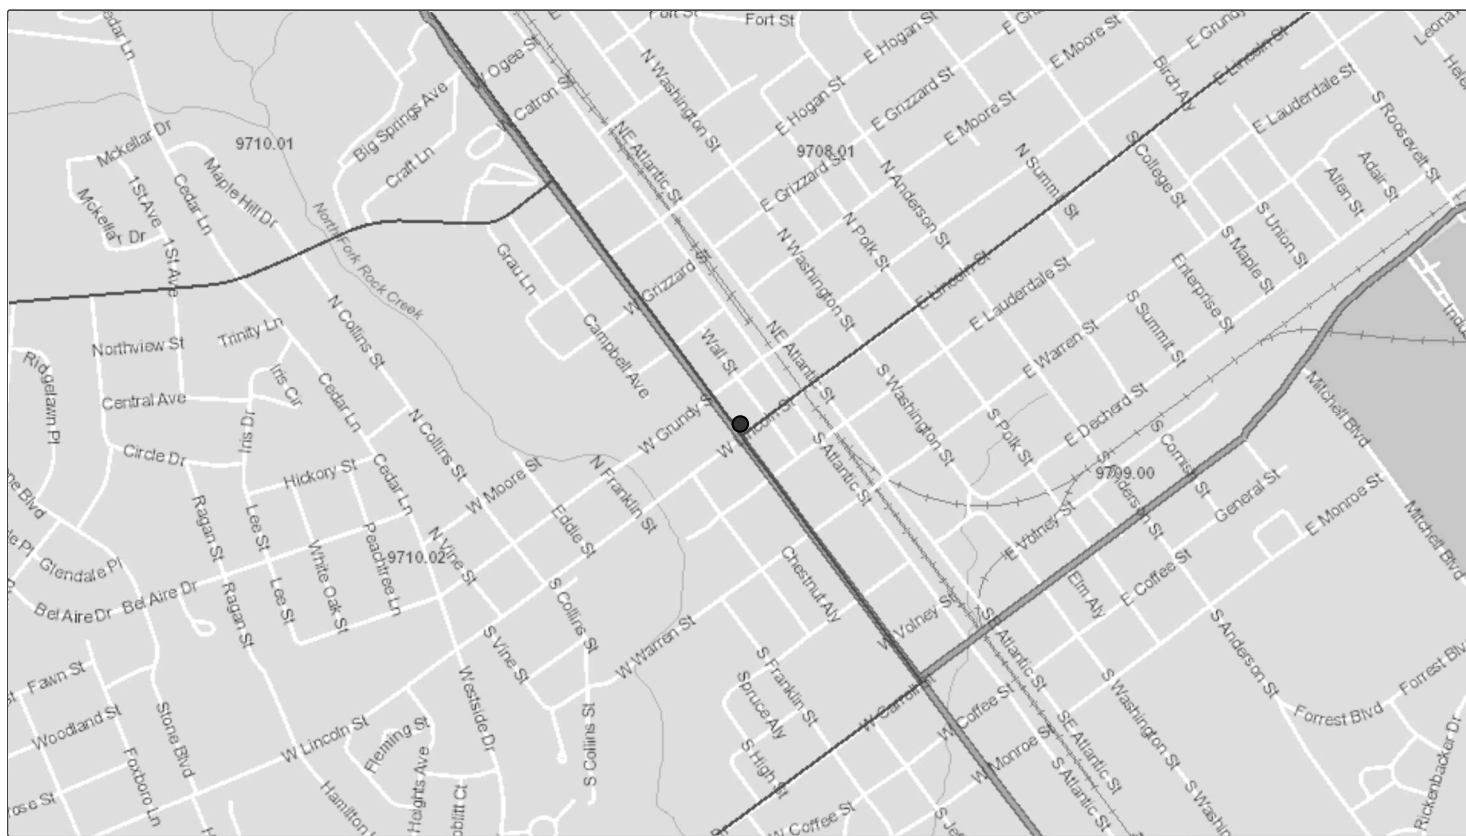 Cedar Ln
Fort St
Fort St
E Hogan St
E Moore St
E Grundy
Leona
W Ogee St
N Washington St
Birch Aly
E Lincoln St
Catron St
E Grizzard St
E Lauderdale St
Big Springs Ave
E Hogan St
E Moore St
S Roosevelt St
Mckellar Dr
9710.01
NE Atlantic St
9708.01
S College St
Craft Ln
E Grizzard St
N Anderson St
N Summit St
Adair St
Allen St
Maple Hill Dr
1St Ave
Cedar Ln
Mckellar Dr
North Fork Rock Creek
N Polk St
S Maple St
S Union St
1St Ave
Grau Ln
W Grizzard St
N Washington St
E Lincoln St
E Lauderdale St
Enterprise St
N Collins St
S Summit St
Indu
Trinity Ln
Northview St
Campbell Ave
Wall St
NE Atlantic St
E Warren St
Ridgelawn Pl
Iris Cir
Cedar Ln
S Washington St
Central Ave
Mitchell Blvd
W Grundy St
W Lincoln St
E Decherd St
Iris Dr
N Collins St
S Polk St
Circle Dr
S Atlantic St
9709.00
Hickory St
Cedar Ln
W Moore St
N Franklin St
S Anderson St
General St
E Monroe St
Ragan St
Lee St
Eddle St
E Volney St
Mitchell Blvd
Peachtree Ln
White Oak St
9710.02
N Vine St
Glendale Pl
Chestnut Aly
Elm Aly
E Coffee St
Bel Aire Dr
Bel Aire Dr
Ragan St
Lee St
S Collins St
W Volney St
S Atlantic St
S Anderson St
S Vine St
W Warren St
Fawn St
Westside Dr
S Franklin St
Spruce Aly
S Washington St
Forrest Blvd
Forrest Blv
Woodland St
Stone Blvd
W Lincoln St
Fleming St
S Collins St
W Carroll St
W Coffee St
SE Atlantic St
W Monroe St
S High St
S Atlantic St
Foxboro Ln
Hamilton
Heights Ave
W Coffee St
S Washin
Rickenbacker Dr